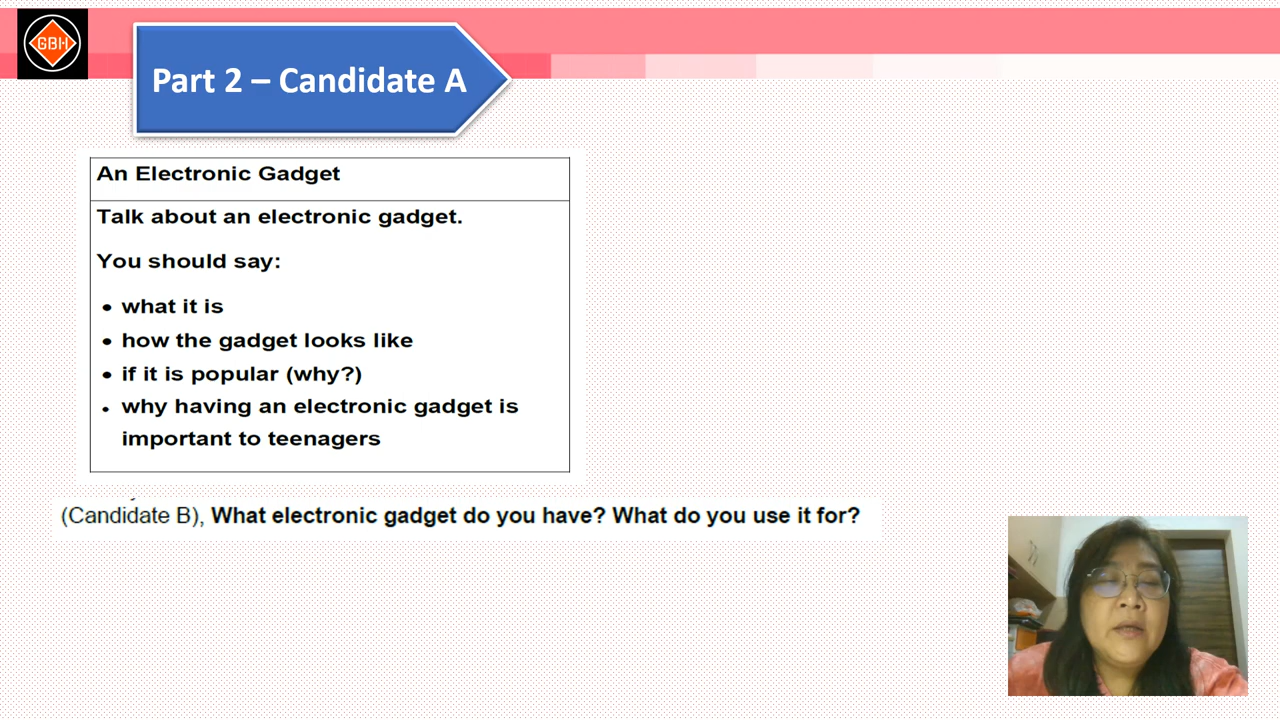 GBH
Part 2 – Candidate A
An Electronic Gadget
Talk about an electronic gadget.
You should say:
• what it is
• how the gadget looks like
• if it is popular (why?)
• why having an electronic gadget is
important to teenagers
(Candidate B), What electronic gadget do you have? What do you use it for?